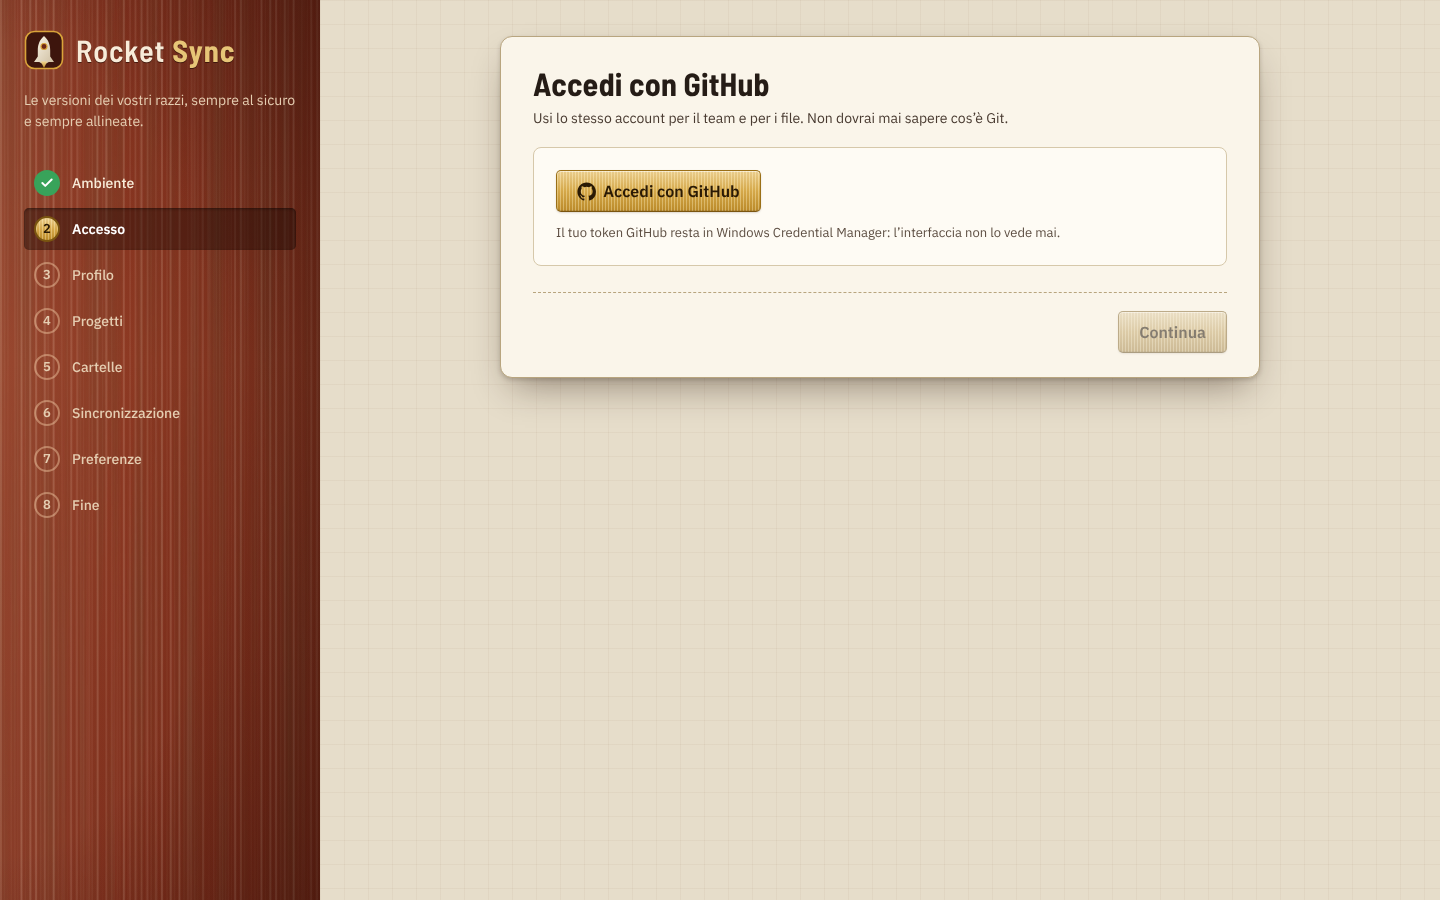 Rocket Sync
Le versioni dei vostri razzi, sempre al sicuro
e sempre allineate.
Ambiente
2 Accesso
3 Profilo
4 Progetti
5 Cartelle
6 Sincronizzazione
7 Preferenze
8 Fine
Accedi con GitHub
Usi lo stesso account per il team e per i file. Non dovrai mai sapere cos’è Git.
Accedi con GitHub
Il tuo token GitHub resta in Windows Credential Manager: l’interfaccia non lo vede mai.
Continua